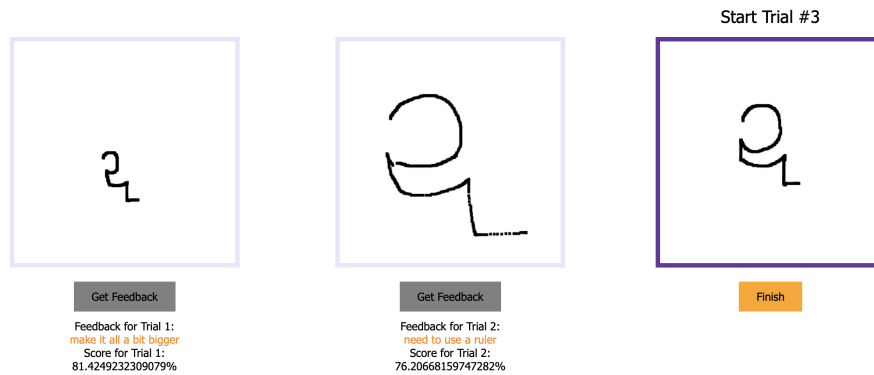 Start Trial #3
Get Feedback
Get Feedback
Finish
Feedback for Trial 1:
make it all a bit bigger
Score for Trial 1:
81.4249232309079%
Feedback for Trial 2:
need to use a ruler
Score for Trial 2:
76.20668159747282%